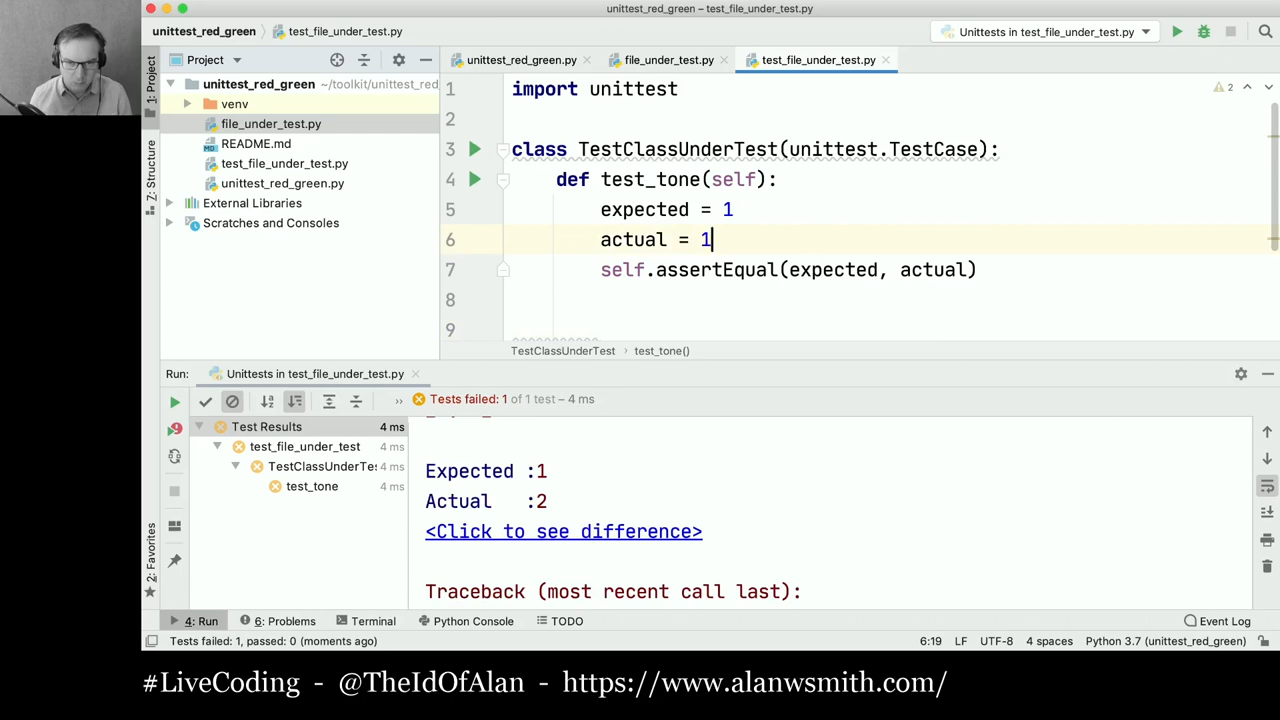 unittest_red_green – test_file_under_test.py
unittest_red_green test_file_under_test.py
Unittests in test_file_under_test.py
1: Project
Project
unittest_red_green.py
file_under_test.py
test_file_under_test.py
unittest_red_green ~/toolkit/unittest_red
venv
file_under_test.py
README.md
test_file_under_test.py
unittest_red_green.py
External Libraries
Scratches and Consoles
Z: Structure
2: Favorites
2
1 import unittest
2
3 class TestClassUnderTest(unittest.TestCase):
4 def test_tone(self):
5 expected = 1
6 actual = 1
7 self.assertEqual(expected, actual)
8
9
TestClassUnderTest test_tone()
Run: Unittests in test_file_under_test.py
» Tests failed: 1 of 1 test – 4 ms
Test Results 4 ms
test_file_under_test 4 ms
TestClassUnderTes 4 ms
test_tone 4 ms
Expected :1
Actual :2
<Click to see difference>
Traceback (most recent call last):
4: Run 6: Problems Terminal Python Console TODO Event Log
Tests failed: 1, passed: 0 (moments ago) 6:19 LF UTF-8 4 spaces Python 3.7 (unittest_red_green)
#LiveCoding - @TheIdOfAlan - https://www.alanwsmith.com/